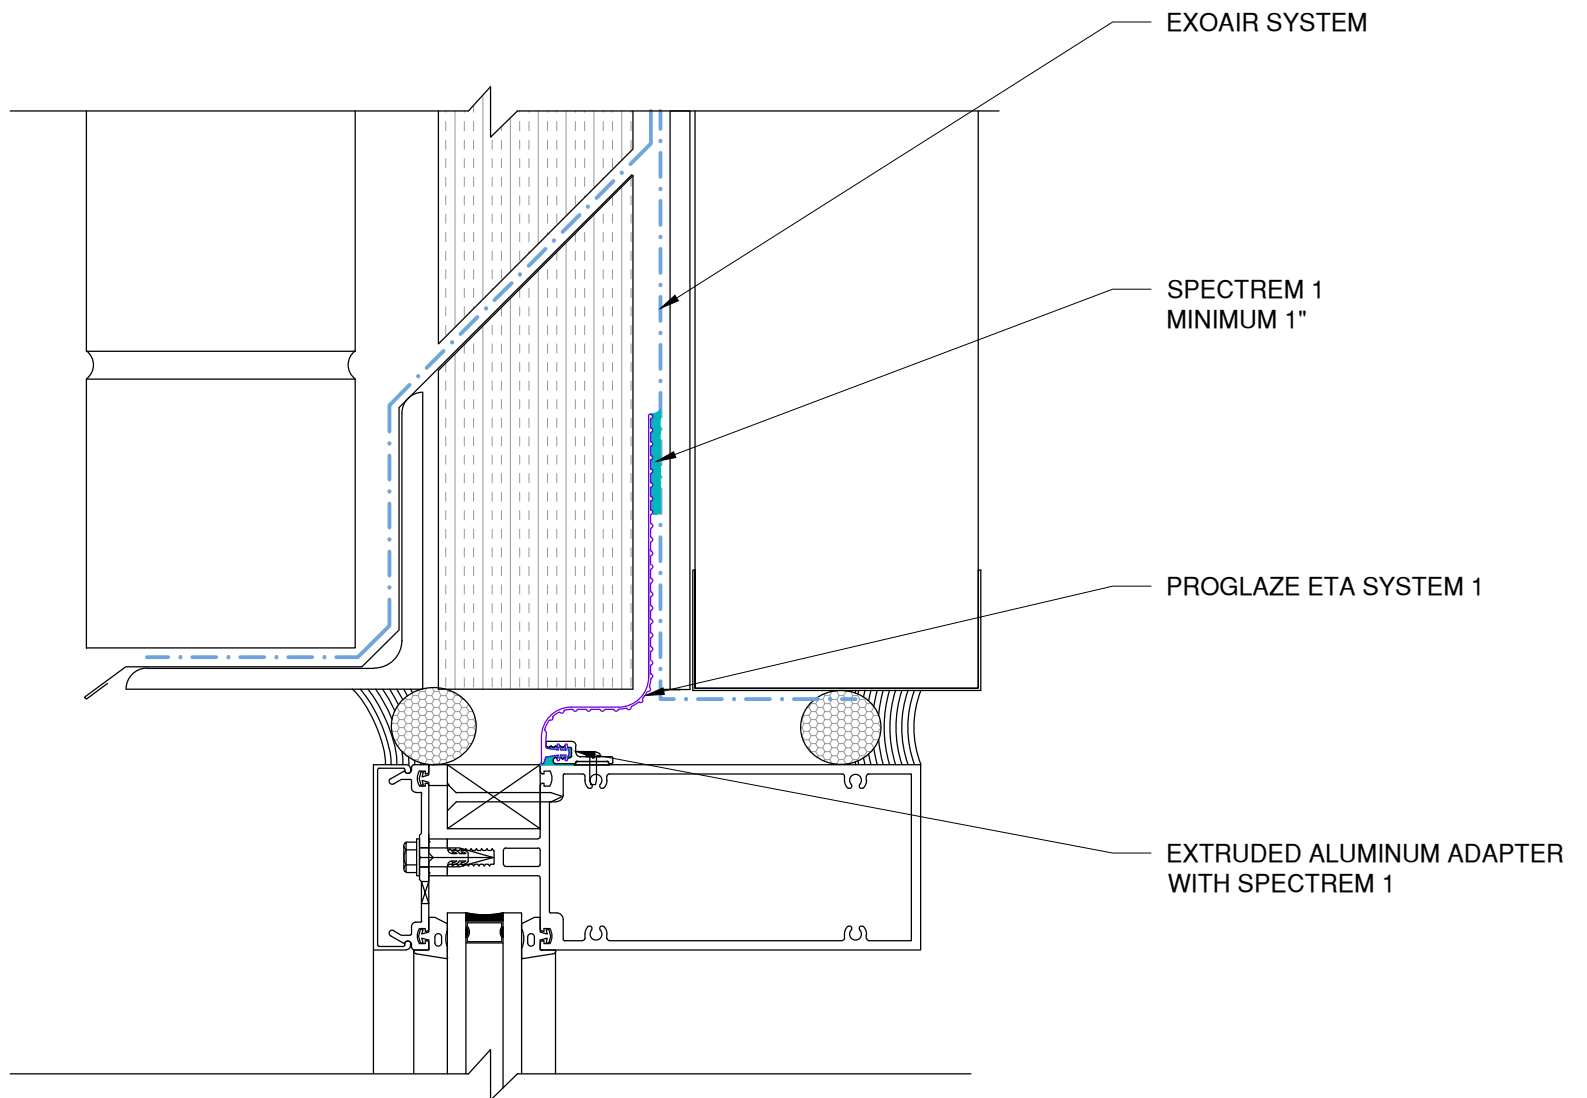 EXOAIR SYSTEM
SPECTREM 1
MINIMUM 1"
PROGLAZE ETA SYSTEM 1
EXTRUDED ALUMINUM ADAPTER
WITH SPECTREM 1